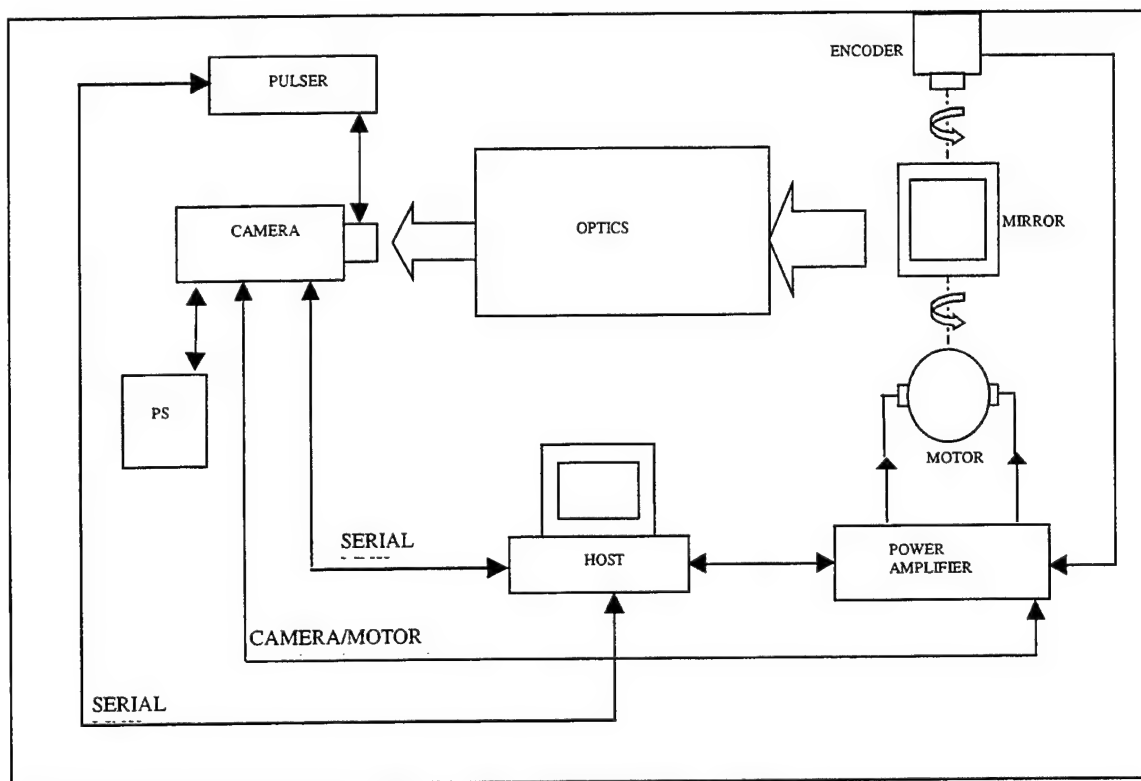 ENCODER
PULSER
CAMERA
OPTICS
MIRROR
PS
MOTOR
SERIAL
HOST
POWER
AMPLIFIER
CAMERA/MOTOR
SERIAL